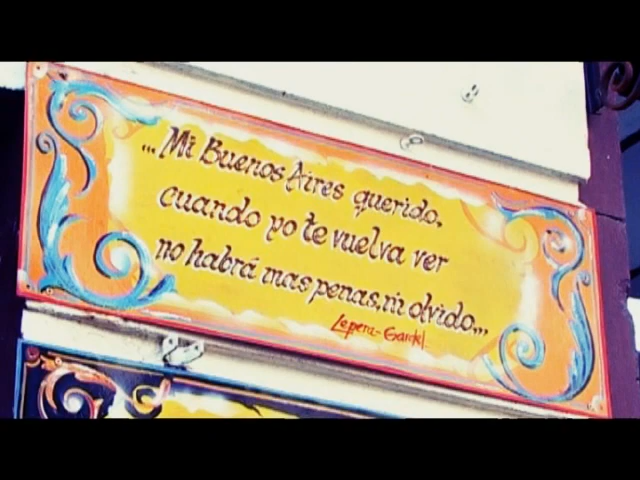 ... Mi Buenos Aires querido,
cuando yo te vuelva ver
no habrá mas penas, ni olvido...
Lepera - Gardel